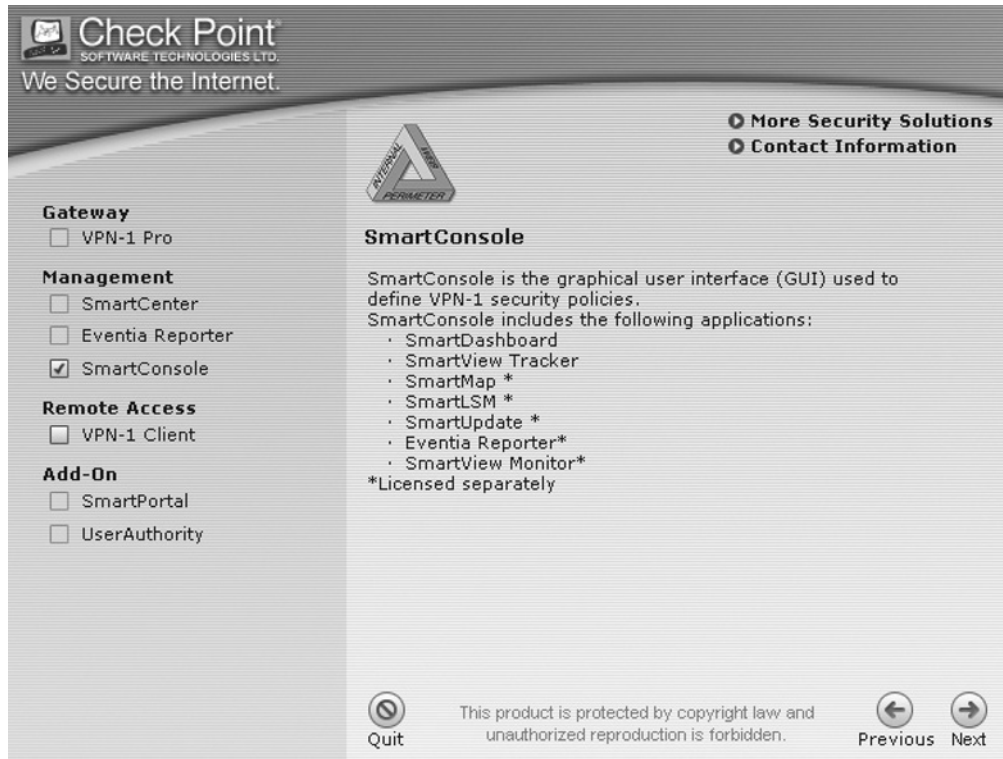 Check Point
SOFTWARE TECHNOLOGIES LTD.
We Secure the Internet.
More Security Solutions
Contact Information
INTERNAL
WEB
PERIMETER
Gateway
VPN-1 Pro
Management
SmartCenter
Eventia Reporter
SmartConsole
Remote Access
VPN-1 Client
Add-On
SmartPortal
UserAuthority
SmartConsole
SmartConsole is the graphical user interface (GUI) used to
define VPN-1 security policies.
SmartConsole includes the following applications:
· SmartDashboard
· SmartView Tracker
· SmartMap *
· SmartLSM *
· SmartUpdate *
· Eventia Reporter*
· SmartView Monitor*
*Licensed separately
Quit
This product is protected by copyright law and
unauthorized reproduction is forbidden.
Previous
Next